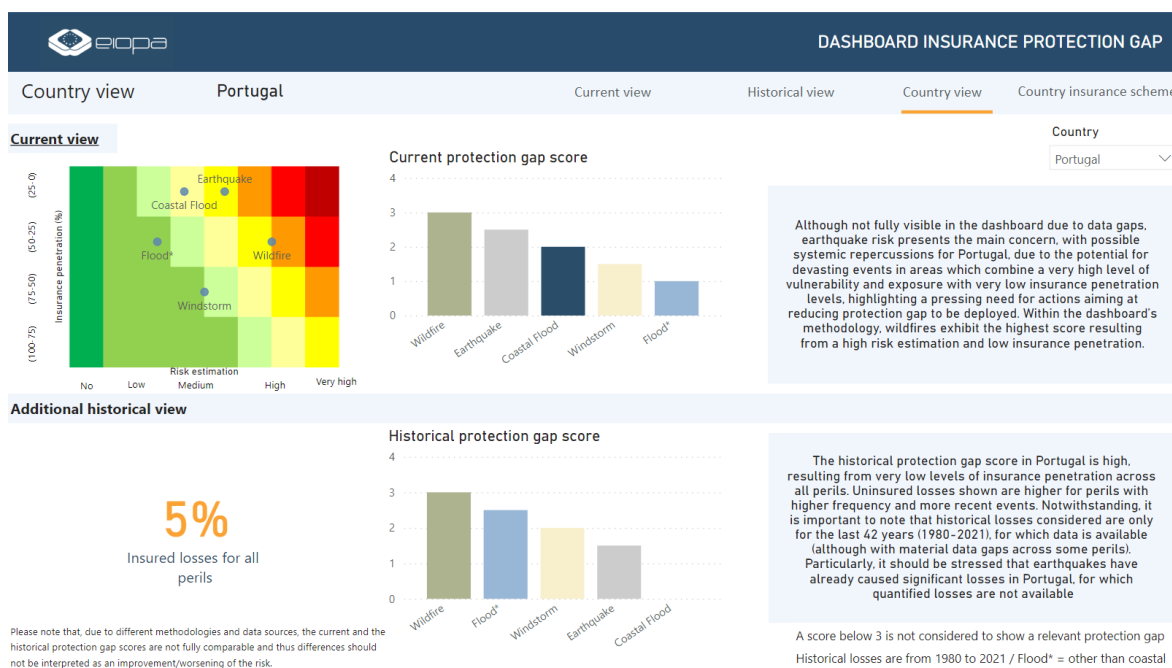 eiopa
DASHBOARD INSURANCE PROTECTION GAP
Country view
Portugal
Current view
Historical view
Country view
Country insurance scheme
Current view
Country
Portugal
Insurance penetration (%)
(25-0)
(50-25)
(75-50)
(100-75)
Earthquake
Coastal Flood
Flood*
Wildfire
Windstorm
Risk estimation
No
Low
Medium
High
Very high
Current protection gap score
4
3
2
1
0
Wildfire
Earthquake
Coastal Flood
Windstorm
Flood*
Although not fully visible in the dashboard due to data gaps,
earthquake risk presents the main concern, with possible
systemic repercussions for Portugal, due to the potential for
devasting events in areas which combine a very high level of
vulnerability and exposure with very low insurance penetration
levels, highlighting a pressing need for actions aiming at
reducing protection gap to be deployed. Within the dashboard's
methodology, wildfires exhibit the highest score resulting
from a high risk estimation and low insurance penetration.
Additional historical view
5%
Insured losses for all
perils
Please note that, due to different methodologies and data sources, the current and the
historical protection gap scores are not fully comparable and thus differences should
not be interpreted as an improvement/worsening of the risk.
Historical protection gap score
4
3
2
1
0
Wildfire
Flood*
Windstorm
Earthquake
Coastal Flood
The historical protection gap score in Portugal is high,
resulting from very low levels of insurance penetration across
all perils. Uninsured losses shown are higher for perils with
higher frequency and more recent events. Notwithstanding, it
is important to note that historical losses considered are only
for the last 42 years (1980-2021), for which data is available
(although with material data gaps across some perils).
Particularly, it should be stressed that earthquakes have
already caused significant losses in Portugal, for which
quantified losses are not available
A score below 3 is not considered to show a relevant protection gap
Historical losses are from 1980 to 2021 / Flood* = other than coastal